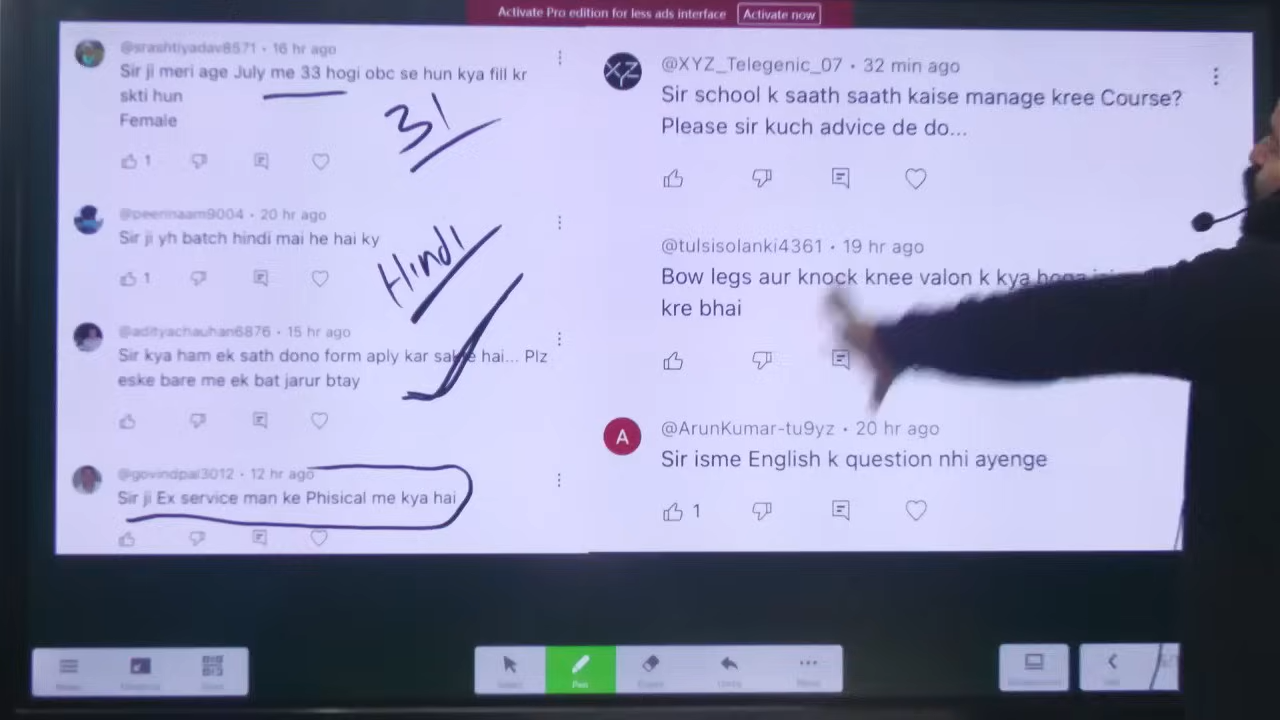 Activate Pro edition for less ads interface
Activate now
@srashtiyadav8571 • 16 hr ago
Sir ji meri age July me 33 hogi obc se hun kya fill kr
skti hun
Female
31
1
@peerinaam9004 • 20 hr ago
Sir ji yh batch hindi mai he hai ky
Hindi
1
@adityachauhan6876 • 15 hr ago
Sir kya ham ek sath dono form aply kar hai... Plz
eske bare me ek bat jarur btay
@govindpal3012 • 12 hr ago
Sir ji Ex service man ke Phisical me kya hai
XYZ
@XYZ_Telegenic_07 • 32 min ago
Sir school k saath saath kaise manage kree Course?
Please sir kuch advice de do...
@tulsisolanki4361 • 19 hr ago
Bow legs aur knock knee valon k kya
kre bhai
A
@ArunKumar-tu9yz • 20 hr ago
Sir isme English k question nhi ayenge
1
Select
Pen
Eraser
Undo